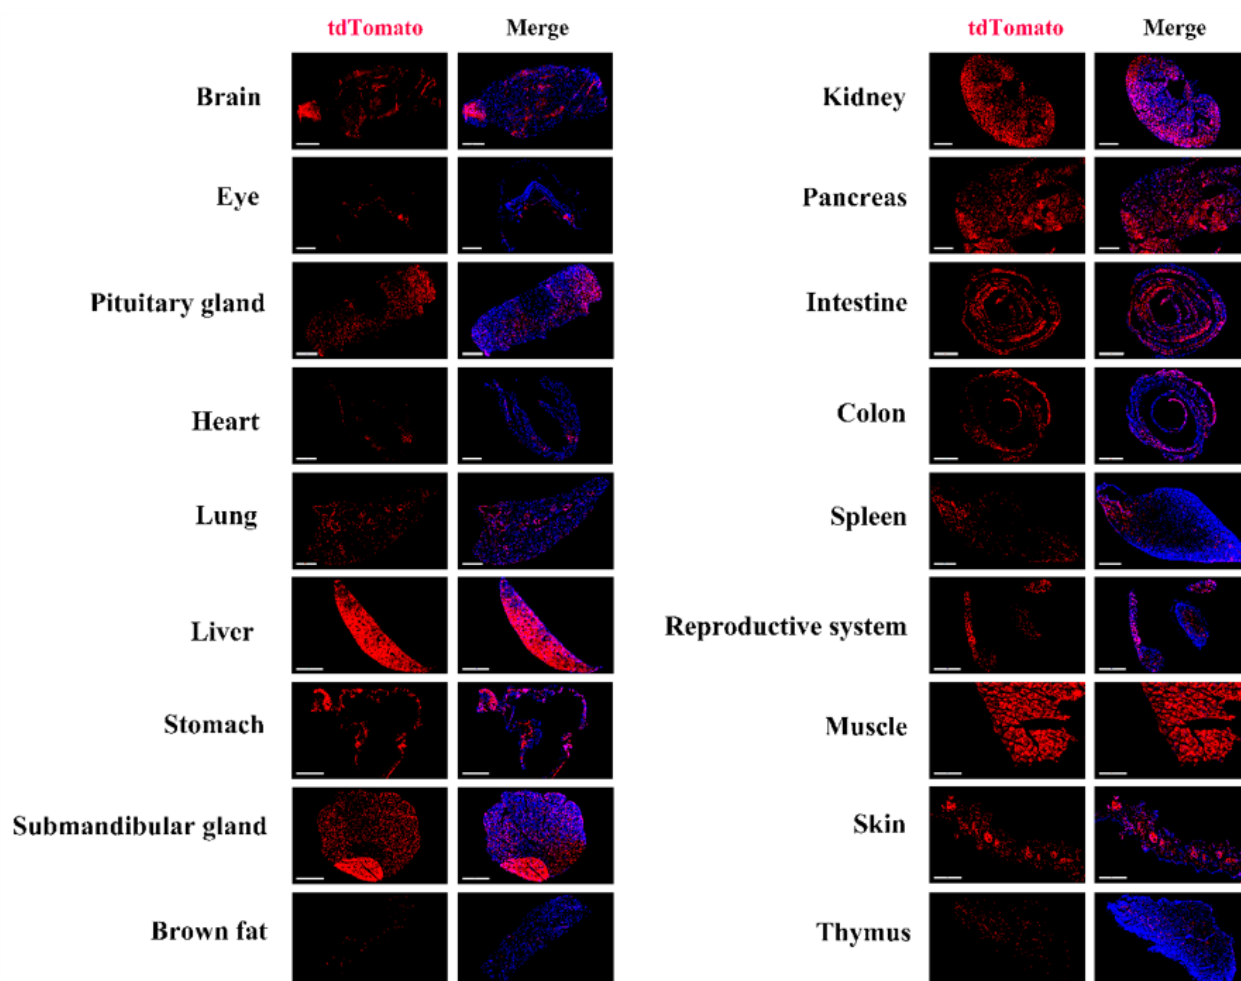 tdTomato Merge tdTomato Merge
Brain Kidney
Eye Pancreas
Pituitary gland Intestine
Heart Colon
Lung Spleen
Liver Reproductive system
Stomach Muscle
Submandibular gland Skin
Brown fat Thymus